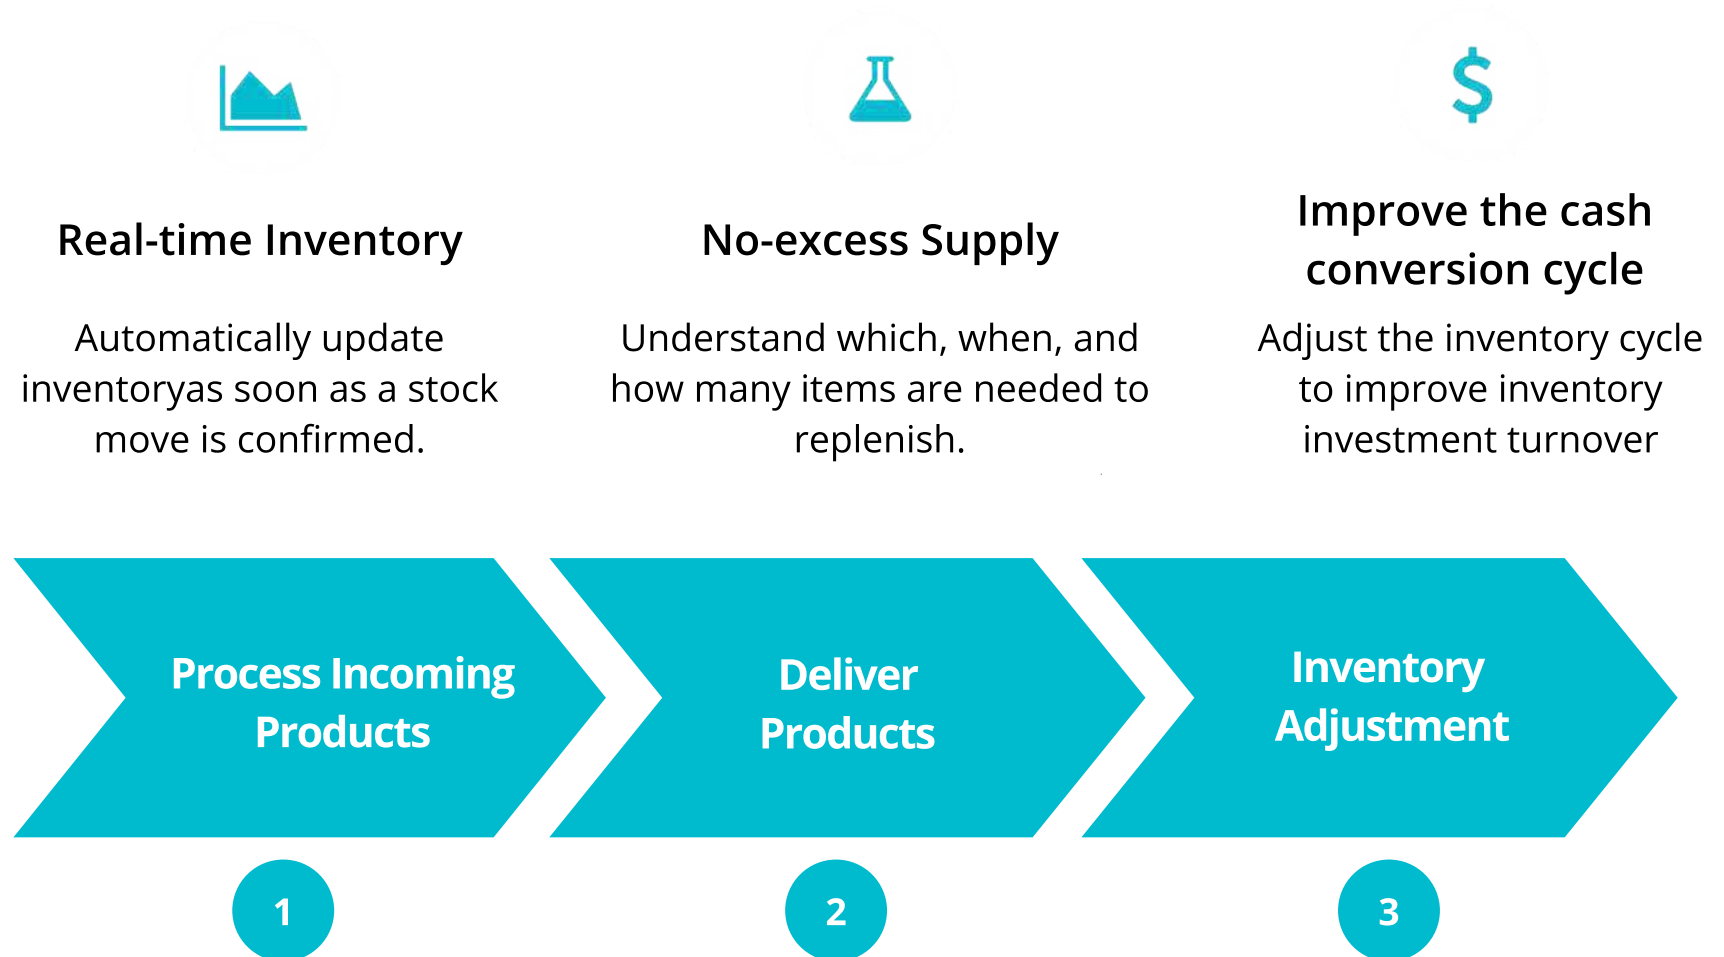 Real-time Inventory
Automatically update
inventoryas soon as a stock
move is confirmed.
No-excess Supply
Understand which, when, and
how many items are needed to
replenish.
$
Improve the cash
conversion cycle
Adjust the inventory cycle
to improve inventory
investment turnover
Process Incoming
Products
Deliver
Products
Inventory
Adjustment
1
2
3